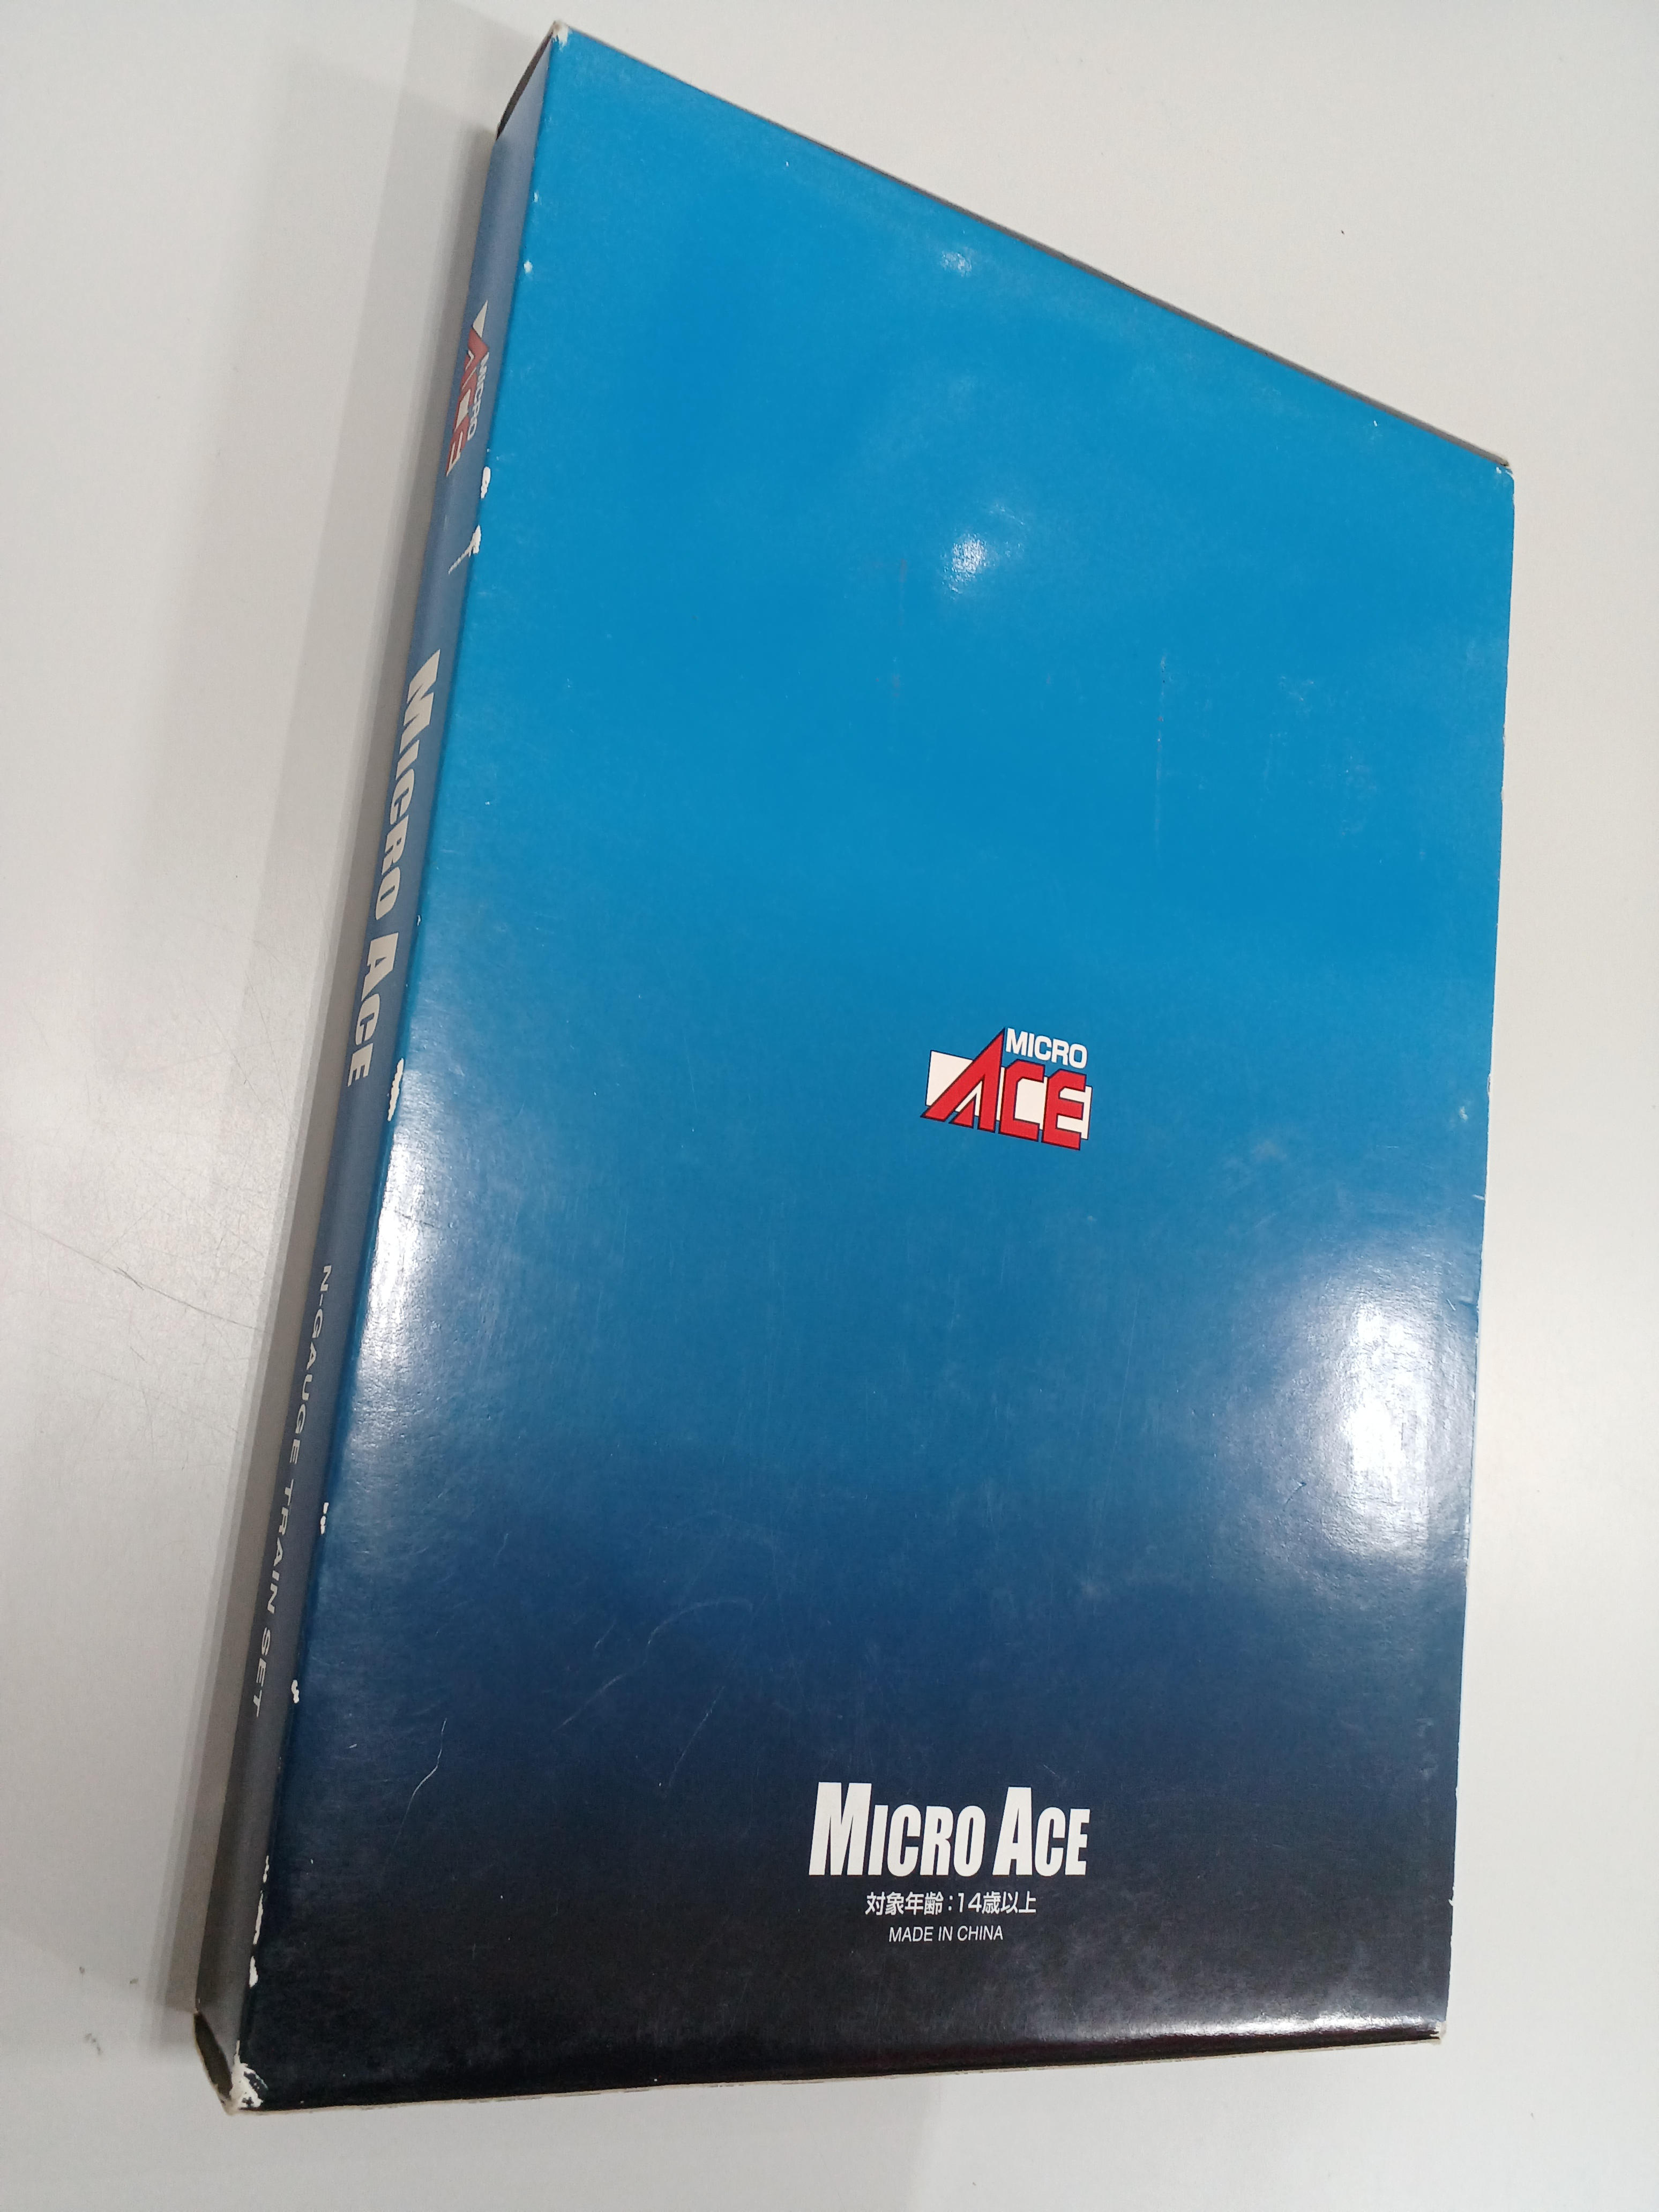 MICRO
ACE
MICRO ACE
N-GAUGE TRAIN SET
MICRO
ACE
MICRO ACE
対象年齢:14歳以上
MADE IN CHINA